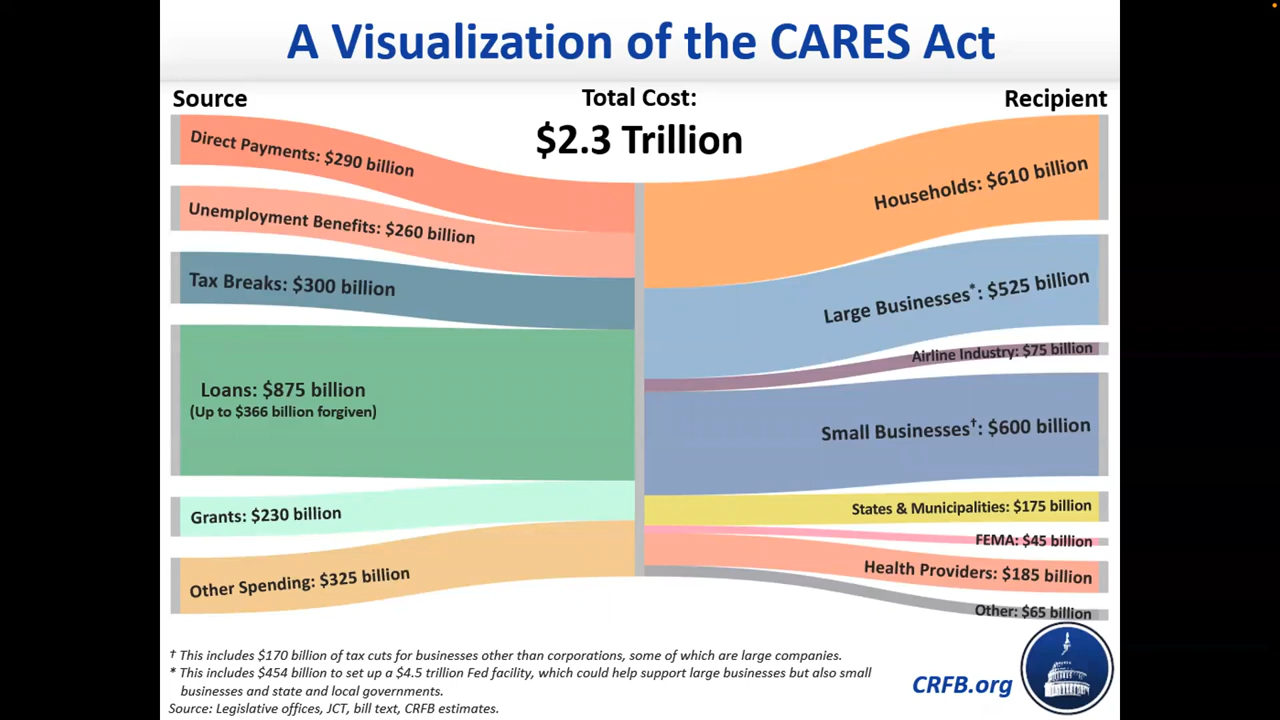 A Visualization of the CARES Act
Source
Total Cost:
Recipient
$2.3 Trillion
Direct Payments: $290 billion
Unemployment Benefits: $260 billion
Tax Breaks: $300 billion
Loans: $875 billion
(Up to $366 billion forgiven)
Grants: $230 billion
Other Spending: $325 billion
Households: $610 billion
Large Businesses*: $525 billion
Airline Industry: $75 billion
Small Businesses†: $600 billion
States & Municipalities: $175 billion
FEMA: $45 billion
Health Providers: $185 billion
Other: $65 billion
† This includes $170 billion of tax cuts for businesses other than corporations, some of which are large companies.
* This includes $454 billion to set up a $4.5 trillion Fed facility, which could help support large businesses but also small
businesses and state and local governments.
Source: Legislative offices, JCT, bill text, CRFB estimates.
CRFB.org